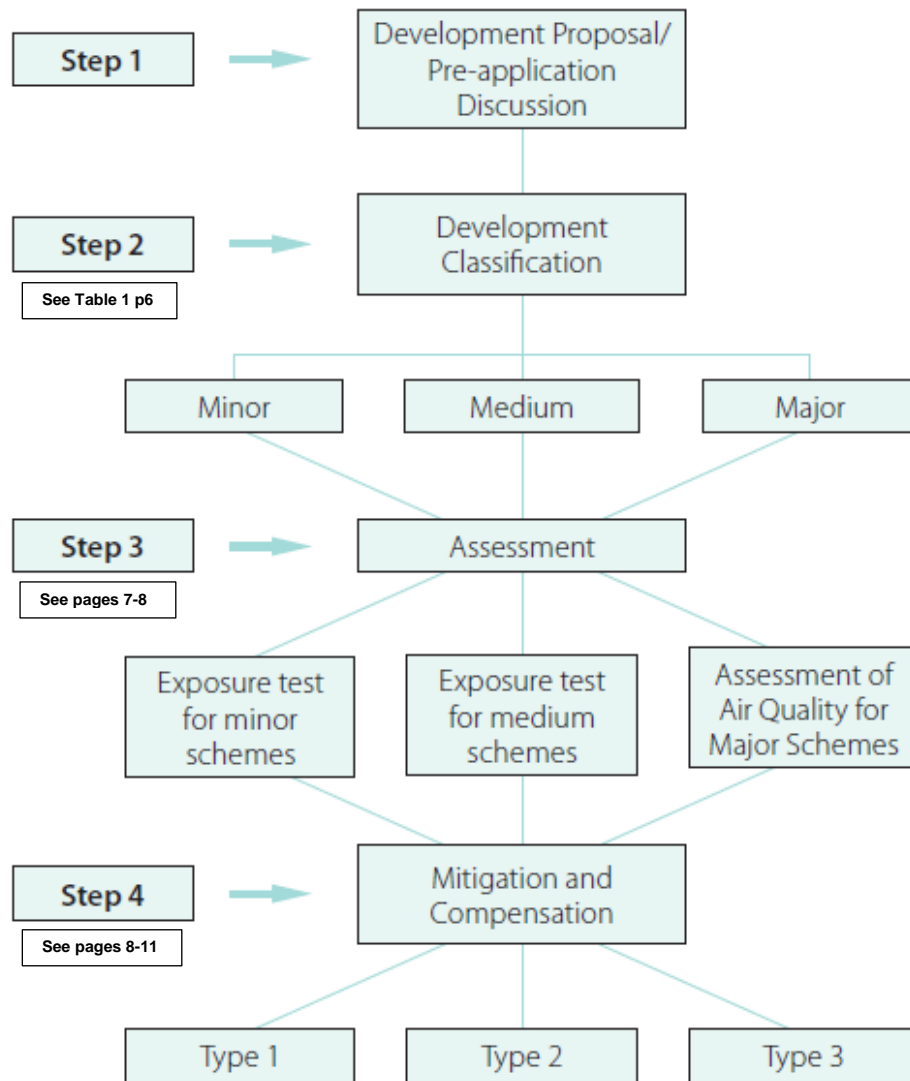 Step 1
Development Proposal/
Pre-application
Discussion
Step 2
See Table 1 p6
Development
Classification
Minor
Medium
Major
Step 3
See pages 7-8
Assessment
Exposure test
for minor
schemes
Exposure test
for medium
schemes
Assessment of
Air Quality for
Major Schemes
Step 4
See pages 8-11
Mitigation and
Compensation
Type 1
Type 2
Type 3